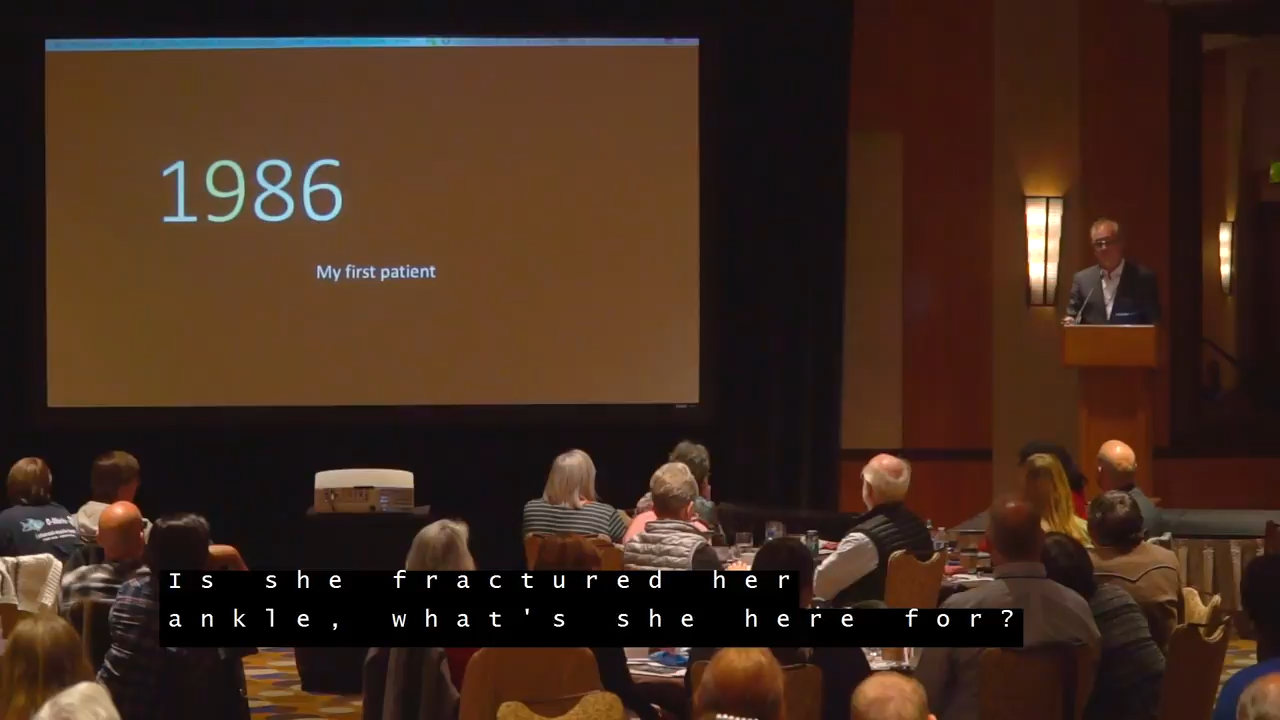 1986
My first patient
Is she fractured her
ankle, what's she here for?